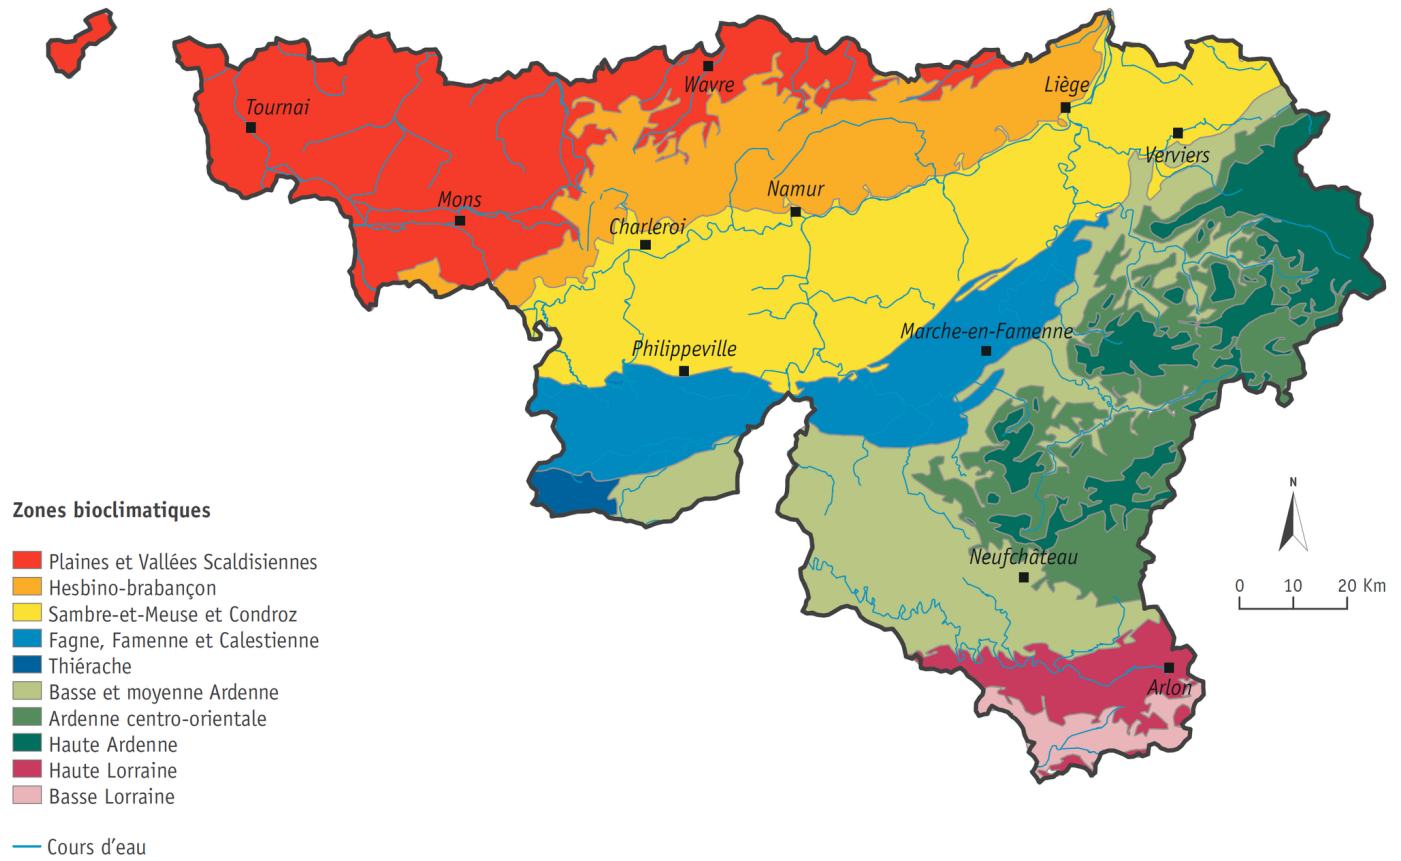 Tournai
Wavre
Liège
Verviers
Mons
Namur
Charleroi
Marche-en-Famenne
Philippeville
Neufchâteau
Arlon
N
0 10 20 Km
Zones bioclimatiques
Plaines et Vallées Scaldisiennes
Hesbino-brabançon
Sambre-et-Meuse et Condroz
Fagne, Famenne et Calestienne
Thiérache
Basse et moyenne Ardenne
Ardenne centro-orientale
Haute Ardenne
Haute Lorraine
Basse Lorraine
Cours d'eau